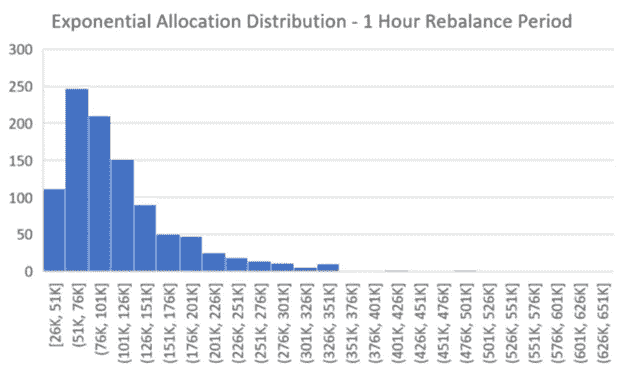 Exponential Allocation Distribution - 1 Hour Rebalance Period
300
250
200
150
100
50
0
[26K, 51K]
(51K, 76K]
(76K, 101K]
(101K, 126K]
(126K, 151K]
(151K, 176K]
(176K, 201K]
(201K, 226K]
(226K, 251K]
(251K, 276K]
(276K, 301K]
(301K, 326K]
(326K, 351K]
(351K, 376K]
(376K, 401K]
(401K, 426K]
(426K, 451K]
(451K, 476K]
(476K, 501K]
(501K, 526K]
(526K, 551K]
(551K, 576K]
(576K, 601K]
(601K, 626K]
(626K, 651K]